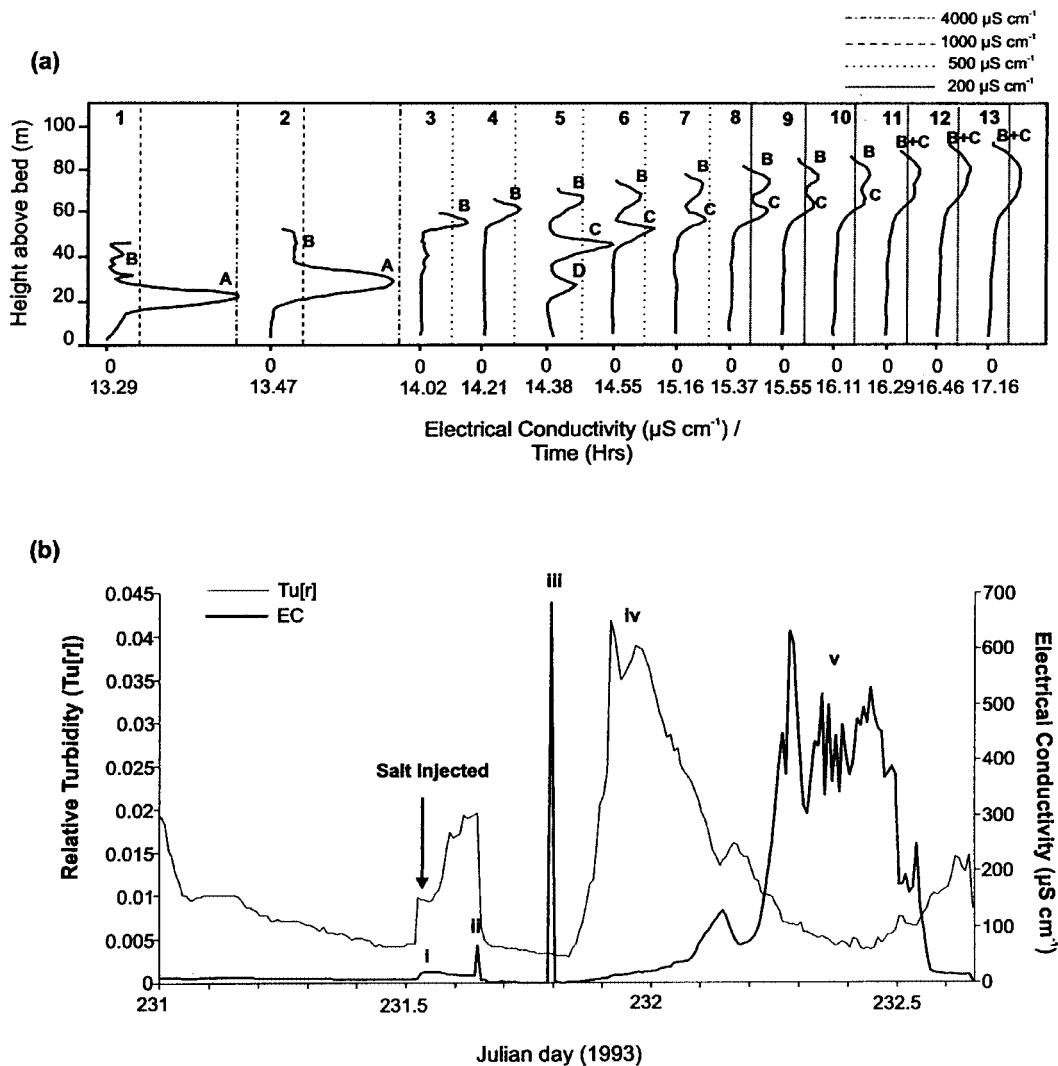 4000 µS cm⁻¹
1000 µS cm⁻¹
500 µS cm⁻¹
200 µS cm⁻¹
(a)
Height above bed (m)
100
80
60
40
20
0
1 2 3 4 5 6 7 8 9 10 11 12 13
B A
B A
B
B
B C D
B C
B C
B C
B C
B C
B+C
B+C
B+C
0 0 0 0 0 0 0 0 0 0 0 0 0
13.29 13.47 14.02 14.21 14.38 14.55 15.16 15.37 15.55 16.11 16.29 16.46 17.16
Electrical Conductivity (µS cm⁻¹) /
Time (Hrs)
(b)
Tu[r]
EC
Relative Turbidity (Tu[r])
0.045
0.04
0.035
0.03
0.025
0.02
0.015
0.01
0.005
0
Salt Injected
i
ii
iii
iv
v
700
600
500
400
300
200
100
0
Electrical Conductivity (µS cm⁻¹)
231 231.5 232 232.5
Julian day (1993)